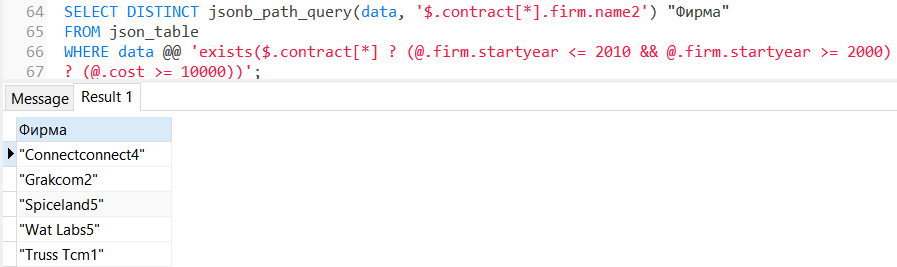 64 SELECT DISTINCT jsonb_path_query(data, '$.contract[*].firm.name2') "Фирма"
65 FROM json_table
66 WHERE data @@ 'exists($.contract[*] ? (@.firm.startyear <= 2010 && @.firm.startyear >= 2000)
67 ? (@.cost >= 10000))';
Message Result 1
Фирма
"Connectconnect4"
"Grakcom2"
"Spiceland5"
"Wat Labs5"
"Truss Tcm1"